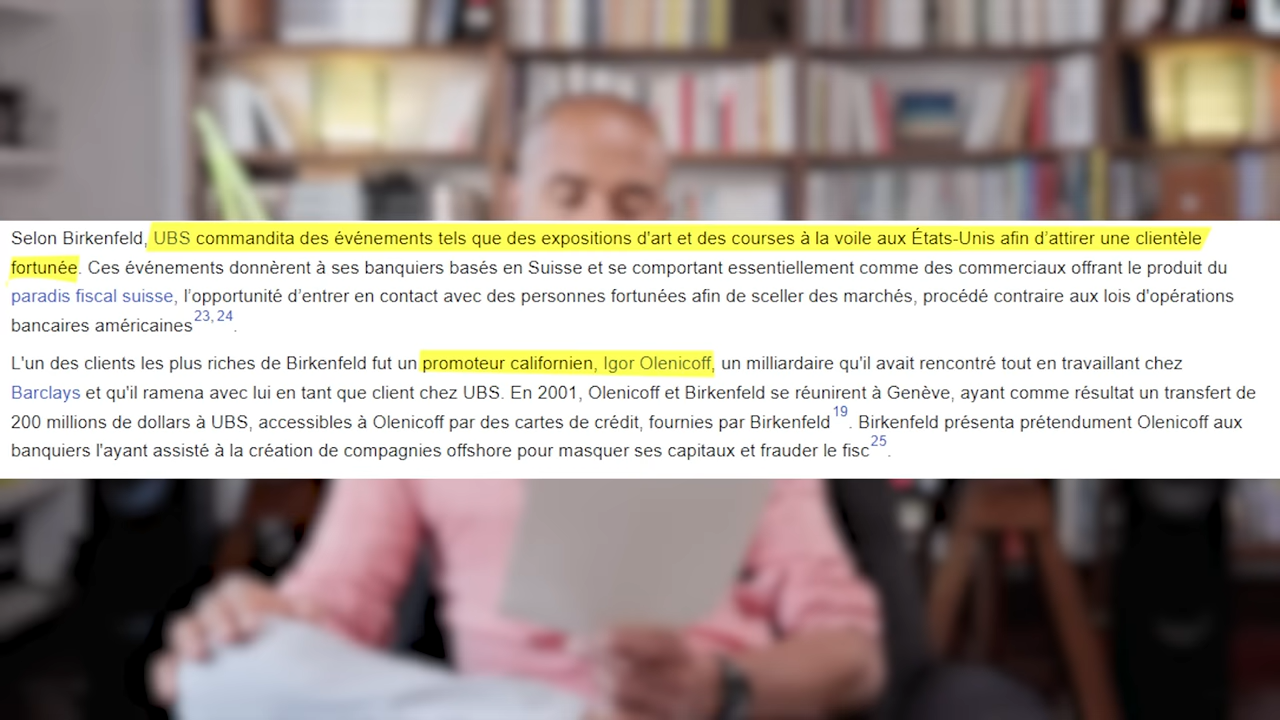 Selon Birkenfeld, UBS commandita des événements tels que des expositions d'art et des courses à la voile aux États-Unis afin d’attirer une clientèle
fortunée. Ces événements donnèrent à ses banquiers basés en Suisse et se comportant essentiellement comme des commerciaux offrant le produit du
paradis fiscal suisse, l’opportunité d’entrer en contact avec des personnes fortunées afin de sceller des marchés, procédé contraire aux lois d'opérations
bancaires américaines23, 24.
L'un des clients les plus riches de Birkenfeld fut un promoteur californien, Igor Olenicoff, un milliardaire qu'il avait rencontré tout en travaillant chez
Barclays et qu'il ramena avec lui en tant que client chez UBS. En 2001, Olenicoff et Birkenfeld se réunirent à Genève, ayant comme résultat un transfert de
200 millions de dollars à UBS, accessibles à Olenicoff par des cartes de crédit, fournies par Birkenfeld19. Birkenfeld présenta prétendument Olenicoff aux
banquiers l'ayant assisté à la création de compagnies offshore pour masquer ses capitaux et frauder le fisc25.